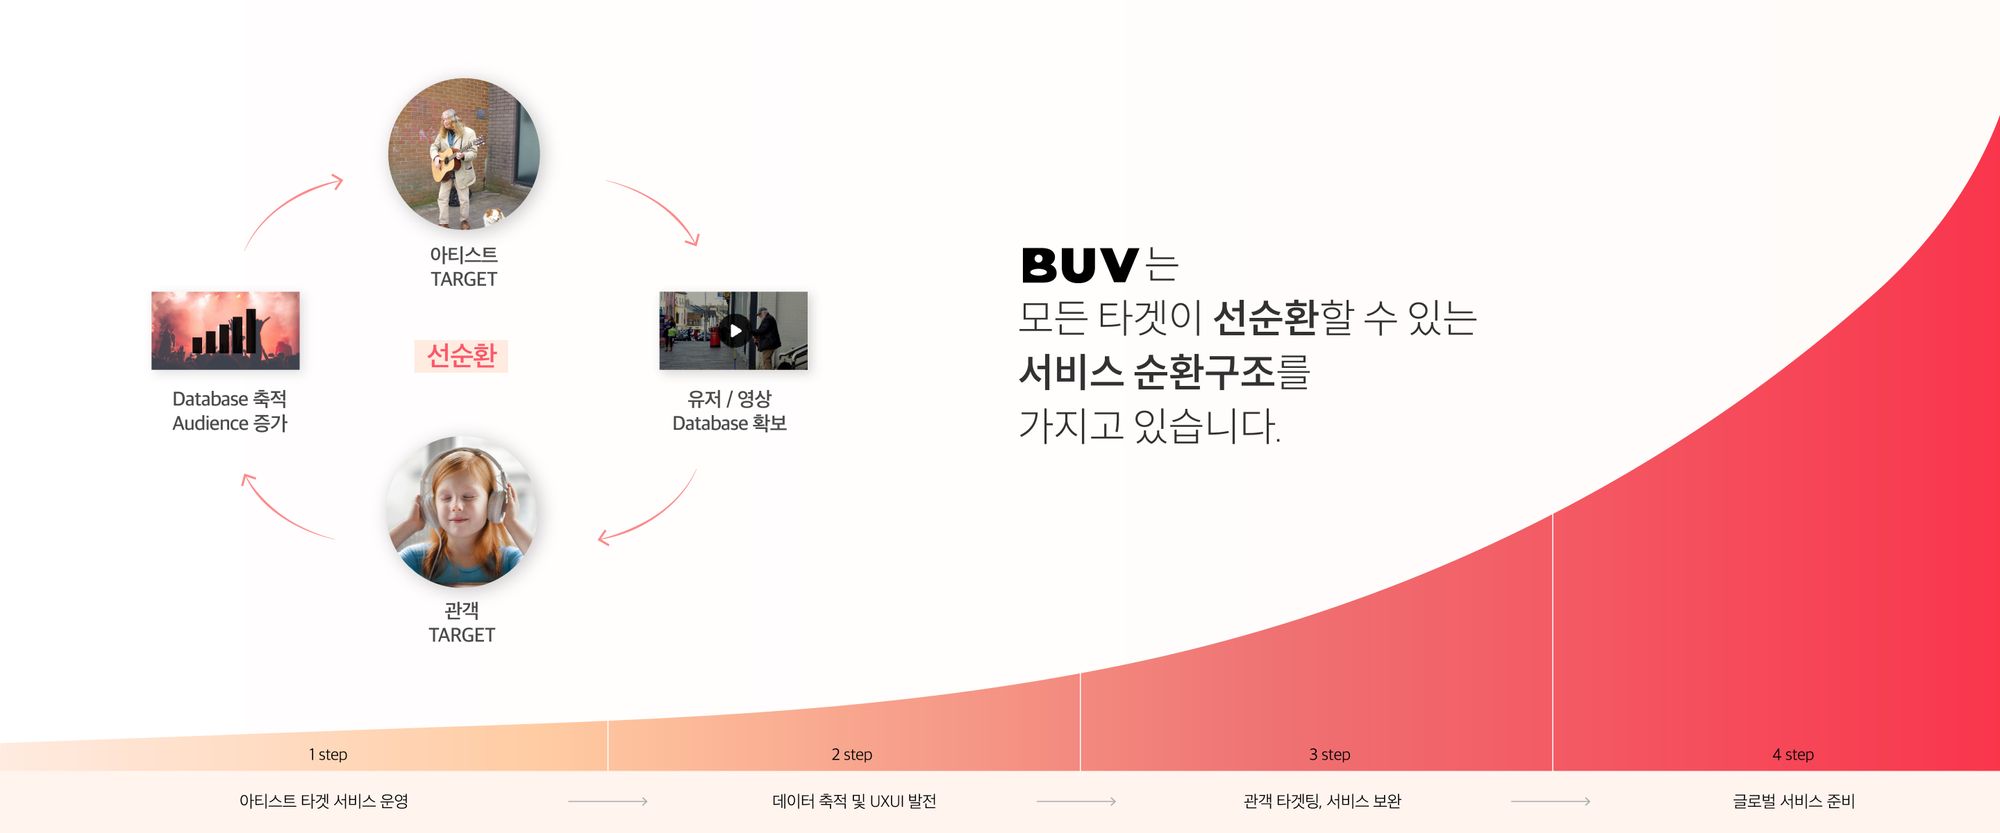 아티스트
TARGET
Database 축적
Audience 증가
선순환
유저 / 영상
Database 확보
관객
TARGET
BUV는
모든 타겟이 선순환할 수 있는
서비스 순환구조를
가지고 있습니다.
1 step
2 step
3 step
4 step
아티스트 타겟 서비스 운영
데이터 축적 및 UXUI 발전
관객 타겟팅, 서비스 보완
글로벌 서비스 준비